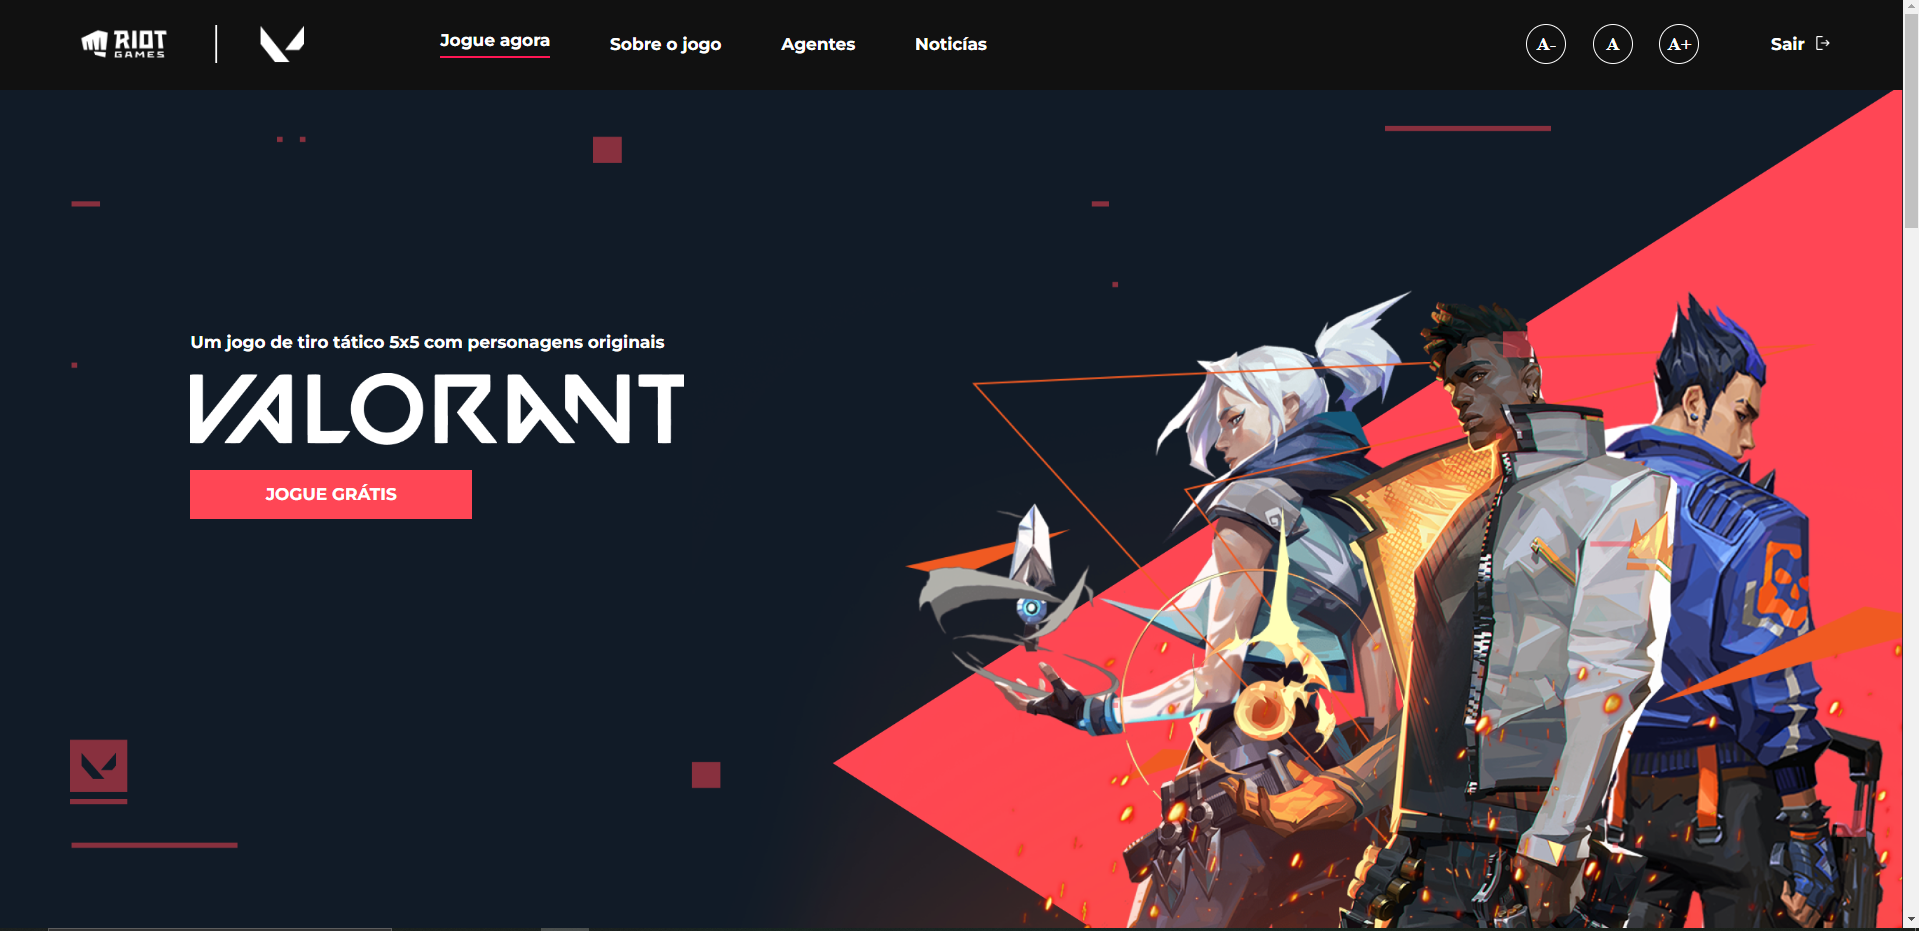 RIOT
GAMES
Jogue agora
Sobre o jogo
Agentes
Noticías
A-
A
A+
Sair
Um jogo de tiro tático 5x5 com personagens originais
VALORANT
JOGUE GRÁTIS